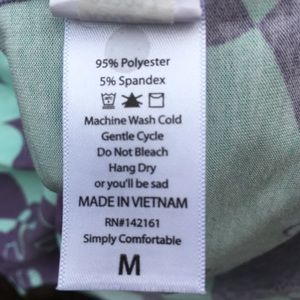 95% Polyester
5% Spandex
Machine Wash Cold
Gentle Cycle
Do Not Bleach
Hang Dry
or you'll be sad
MADE IN VIETNAM
RN#142161
Simply Comfortable
M